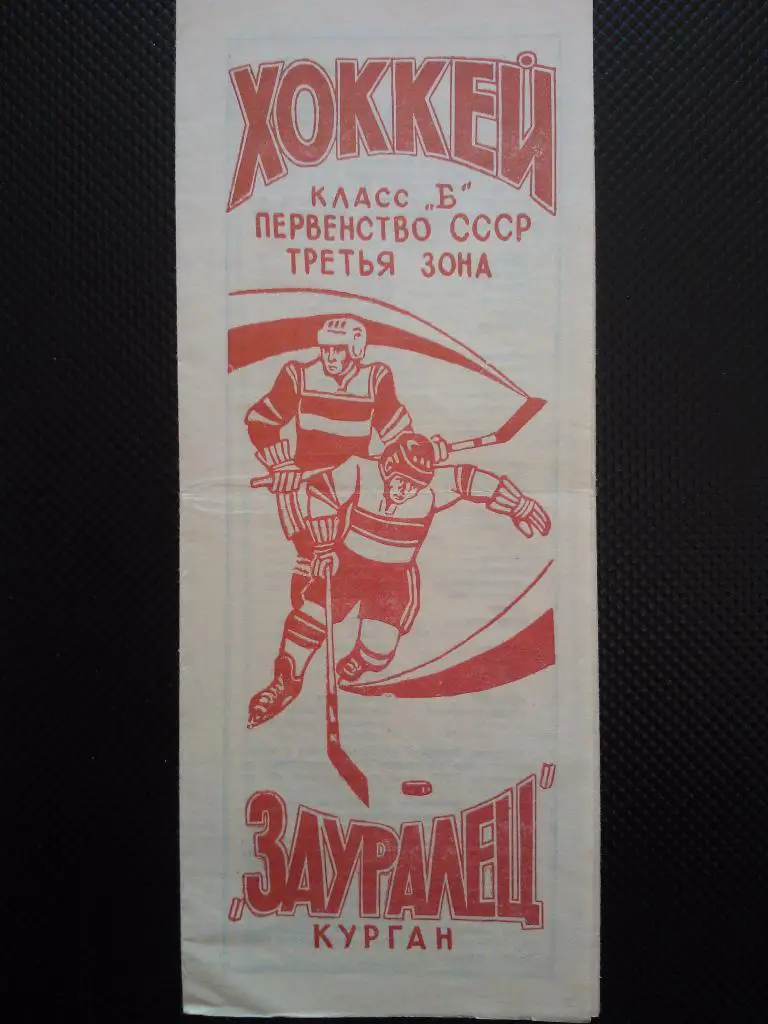 ХОККЕЙ
КЛАСС „Б"
ПЕРВЕНСТВО СССР
ТРЕТЬЯ ЗОНА
„ЗАУРАЛЕЦ"
КУРГАН